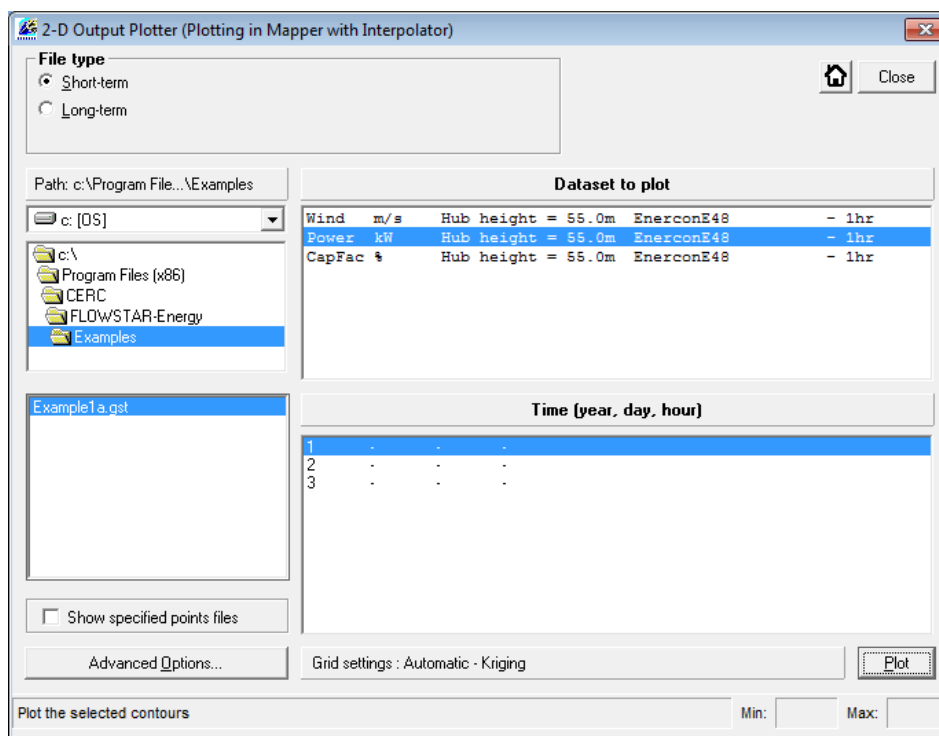 2-D Output Plotter (Plotting in Mapper with Interpolator)
File type
Short-term
Long-term
Close
Path: c:\Program File...\Examples
Dataset to plot
c: [OS]
Wind m/s Hub height = 55.0m EnerconE48 - 1hr
Power kW Hub height = 55.0m EnerconE48 - 1hr
CapFac % Hub height = 55.0m EnerconE48 - 1hr
c:\
Program Files (x86)
CERC
FLOWSTAR-Energy
Examples
Example1a.gst
Time (year, day, hour)
1 - - -
2 - - -
3 - - -
Show specified points files
Advanced Options...
Grid settings : Automatic - Kriging
Plot
Plot the selected contours
Min:
Max: